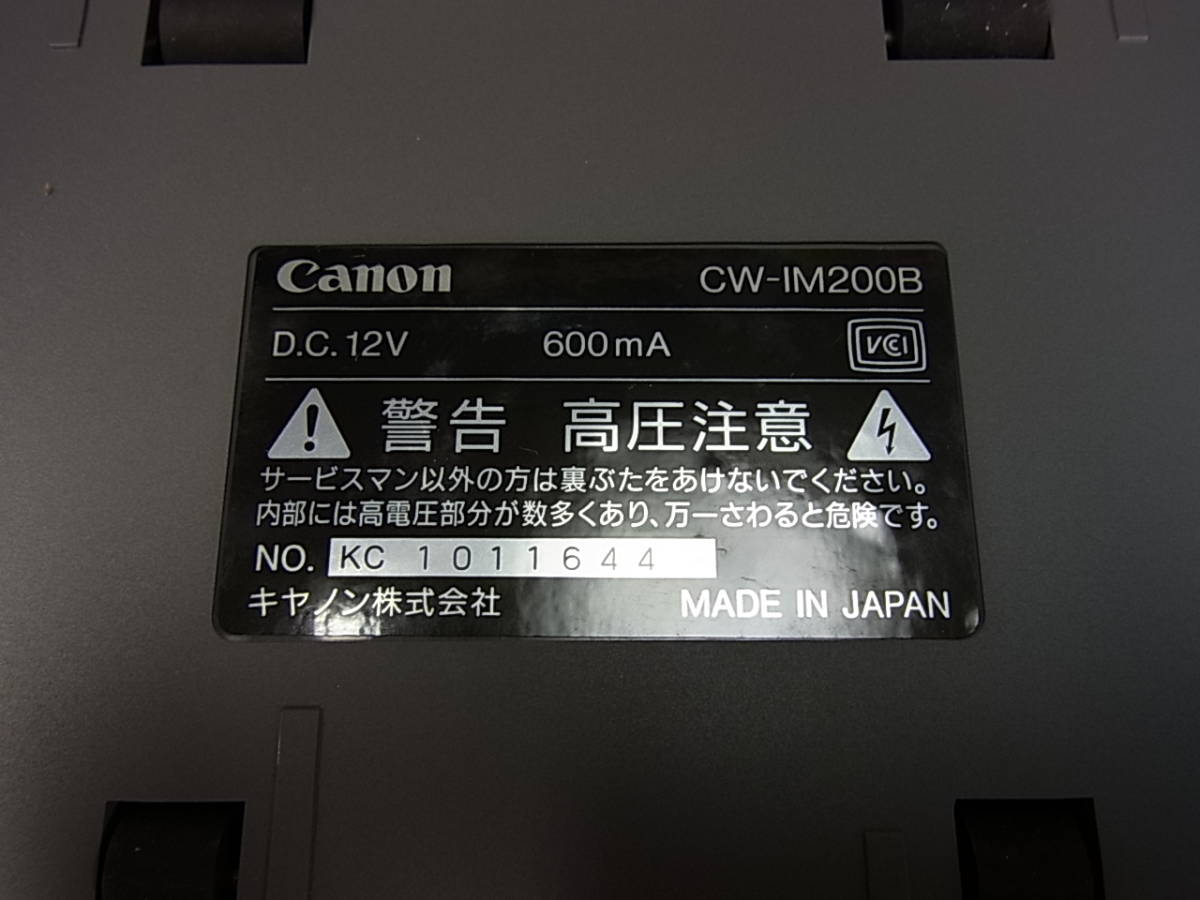 Canon CW-IM200B
D.C. 12V 600mA VCCI
警告 高圧注意
サービスマン以外の方は裏ぶたをあけないでください。
内部には高電圧部分が数多くあり、万一さわると危険です。
NO. KC 1011644
キヤノン株式会社 MADE IN JAPAN